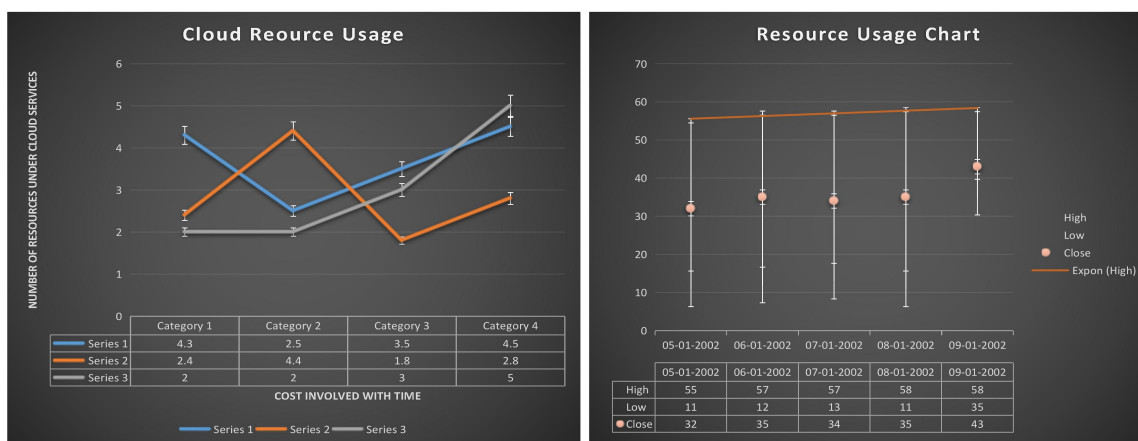 Cloud Reource Usage
NUMBER OF RESOURCES UNDER CLOUD SERVICES
6
5
4
3
2
1
0
Category 1 Category 2 Category 3 Category 4
Series 1 4.3 2.5 3.5 4.5
Series 2 2.4 4.4 1.8 2.8
Series 3 2 2 3 5
COST INVOLVED WITH TIME
Series 1 Series 2 Series 3
Resource Usage Chart
70
60
50
40
30
20
10
0
05-01-2002 06-01-2002 07-01-2002 08-01-2002 09-01-2002
High
Low
Close
Expon (High)
05-01-2002 06-01-2002 07-01-2002 08-01-2002 09-01-2002
High 55 57 57 58 58
Low 11 12 13 11 35
Close 32 35 34 35 43